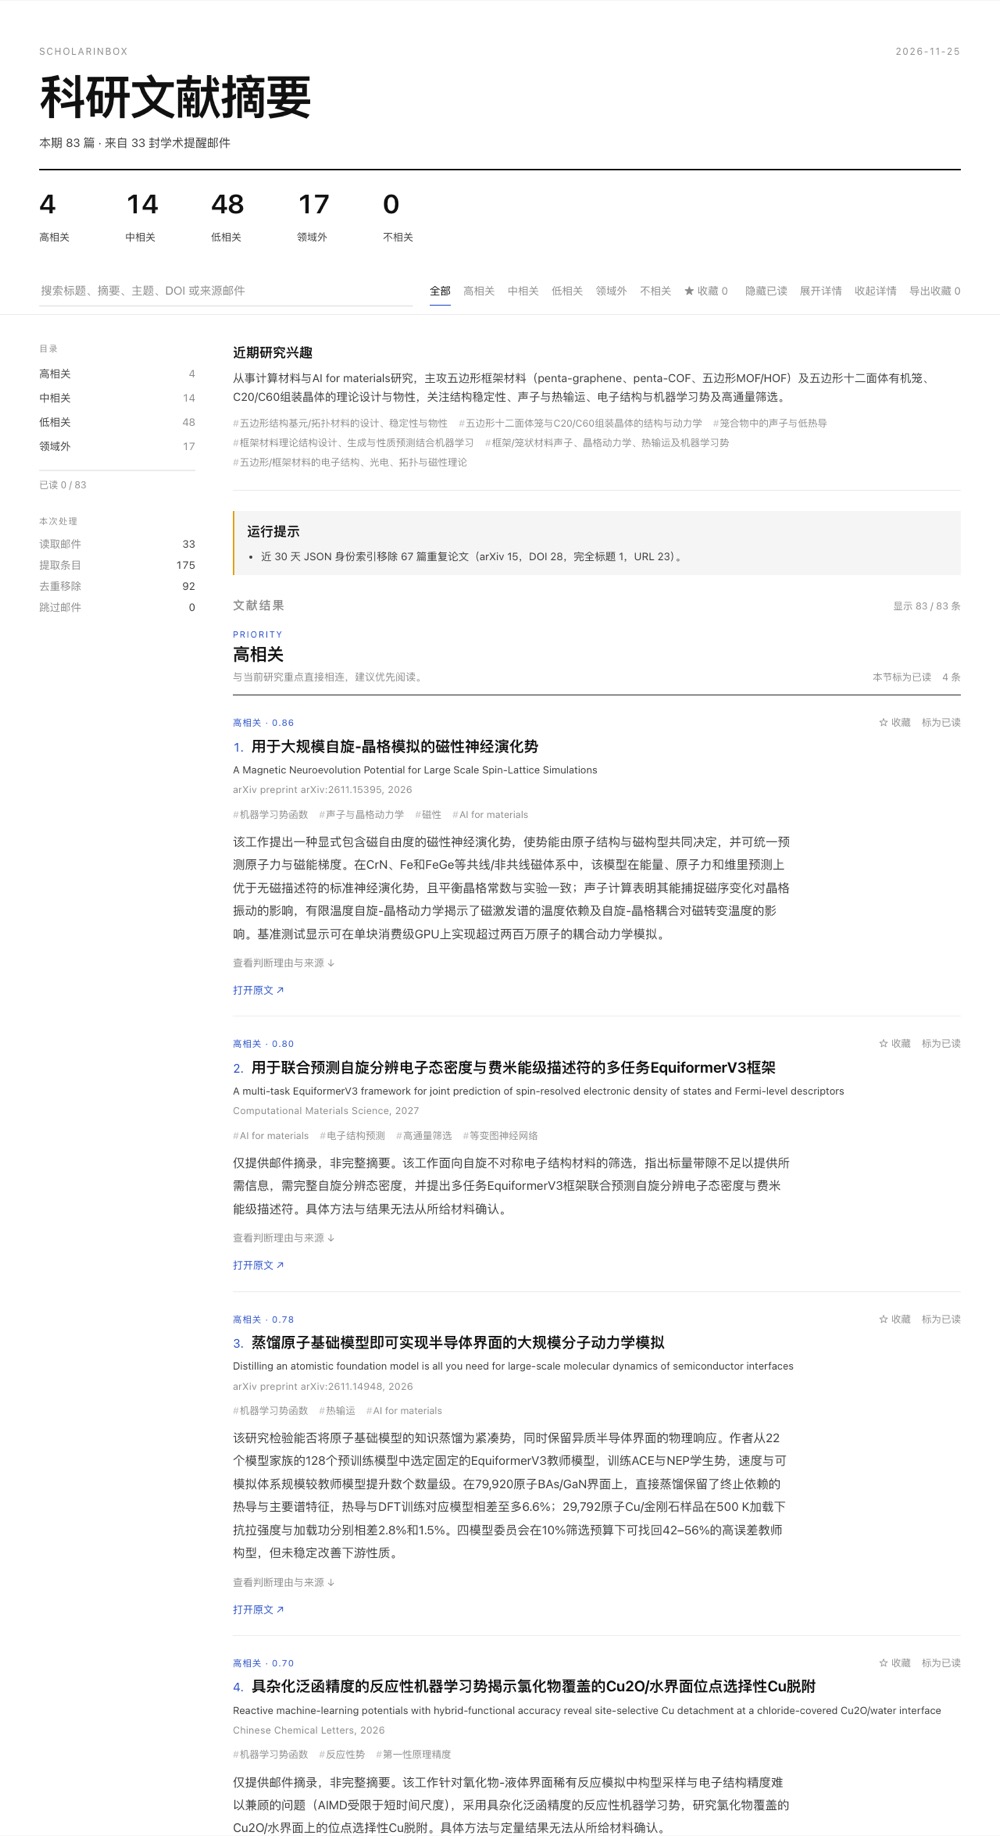 SCHOLARINBOX
2026-11-25
科研文献摘要
本期 83 篇 · 来自 33 封学术提醒邮件
4
14
48
17
0
高相关
中相关
低相关
领域外
不相关
搜索标题、摘要、主题、DOI 或来源邮件
全部 高相关 中相关 低相关 领域外 不相关 ★ 收藏 0 隐藏已读 展开详情 收起详情 导出收藏 0
目录
高相关 4
中相关 14
低相关 48
领域外 17
已读 0 / 83
本次处理
读取邮件 33
提取条目 175
去重移除 92
跳过邮件 0
近期研究兴趣
从事计算材料与AI for materials研究，主攻五边形框架材料（penta-graphene、penta-COF、五边形MOF/HOF）及五边形十二面体有机笼、
C20/C60组装晶体的理论设计与物性，关注结构稳定性、声子与热输运、电子结构与机器学习势及高通量筛选。
#五边形结构基元/拓扑材料的设计、稳定性与物性 #五边形十二面体笼与C20/C60组装晶体的结构与动力学 #笼合物中的声子与低热导
#框架材料理论结构设计、生成与性质预测结合机器学习 #框架/笼状材料声子、晶格动力学、热输运及机器学习势
#五边形/框架材料的电子结构、光电、拓扑与磁性理论
运行提示
• 近 30 天 JSON 身份索引移除 67 篇重复论文（arXiv 15，DOI 28，完全标题 1，URL 23）。
文献结果
显示 83 / 83 条
PRIORITY
高相关
与当前研究重点直接相连，建议优先阅读。
本节标为已读 4 条
高相关 · 0.86
☆ 收藏 标为已读
1. 用于大规模自旋-晶格模拟的磁性神经演化势
A Magnetic Neuroevolution Potential for Large Scale Spin-Lattice Simulations
arXiv preprint arXiv:2611.15395, 2026
#机器学习势函数 #声子与晶格动力学 #磁性 #AI for materials
该工作提出一种显式包含磁自由度的磁性神经演化势，使势能由原子结构与磁构型共同决定，并可统一预
测原子力与磁能梯度。在CrN、Fe和FeGe等共线/非共线磁体系中，该模型在能量、原子力和维里预测上
优于无磁描述符的标准神经演化势，且平衡晶格常数与实验一致；声子计算表明其能捕捉磁序变化对晶格
振动的影响，有限温度自旋-晶格动力学揭示了磁激发谱的温度依赖及自旋-晶格耦合对磁转变温度的影
响。基准测试显示可在单块消费级GPU上实现超过两百万原子的耦合动力学模拟。
查看判断理由与来源 ↓
打开原文 ↗
高相关 · 0.80
☆ 收藏 标为已读
2. 用于联合预测自旋分辨电子态密度与费米能级描述符的多任务EquiformerV3框架
A multi-task EquiformerV3 framework for joint prediction of spin-resolved electronic density of states and Fermi-level descriptors
Computational Materials Science, 2027
#AI for materials #电子结构预测 #高通量筛选 #等变图神经网络
仅提供邮件摘录，非完整摘要。该工作面向自旋不对称电子结构材料的筛选，指出标量带隙不足以提供所
需信息，需完整自旋分辨态密度，并提出多任务EquiformerV3框架联合预测自旋分辨电子态密度与费米
能级描述符。具体方法与结果无法从所给材料确认。
查看判断理由与来源 ↓
打开原文 ↗
高相关 · 0.78
☆ 收藏 标为已读
3. 蒸馏原子基础模型即可实现半导体界面的大规模分子动力学模拟
Distilling an atomistic foundation model is all you need for large-scale molecular dynamics of semiconductor interfaces
arXiv preprint arXiv:2611.14948, 2026
#机器学习势函数 #热输运 #AI for materials
该研究检验能否将原子基础模型的知识蒸馏为紧凑势，同时保留异质半导体界面的物理响应。作者从22
个模型家族的128个预训练模型中选定固定的EquiformerV3教师模型，训练ACE与NEP学生势，速度与可
模拟体系规模较教师模型提升数个数量级。在79,920原子BAs/GaN界面上，直接蒸馏保留了终止依赖的
热导与主要谱特征，热导与DFT训练对应模型相差至多6.6%；29,792原子Cu/金刚石样品在500 K加载下
抗拉强度与加载功分别相差2.8%和1.5%。四模型委员会在10%筛选预算下可找回42–56%的高误差教师
构型，但未稳定改善下游性质。
查看判断理由与来源 ↓
打开原文 ↗
高相关 · 0.70
☆ 收藏 标为已读
4. 具杂化泛函精度的反应性机器学习势揭示氯化物覆盖的Cu2O/水界面位点选择性Cu脱附
Reactive machine-learning potentials with hybrid-functional accuracy reveal site-selective Cu detachment at a chloride-covered Cu2O/water interface
Chinese Chemical Letters, 2026
#机器学习势函数 #反应性势 #第一性原理精度
仅提供邮件摘录，非完整摘要。该工作针对氧化物-液体界面稀有反应模拟中构型采样与电子结构精度难
以兼顾的问题（AIMD受限于短时间尺度），采用具杂化泛函精度的反应性机器学习势，研究氯化物覆盖的
Cu2O/水界面上的位点选择性Cu脱附。具体方法与定量结果无法从所给材料确认。